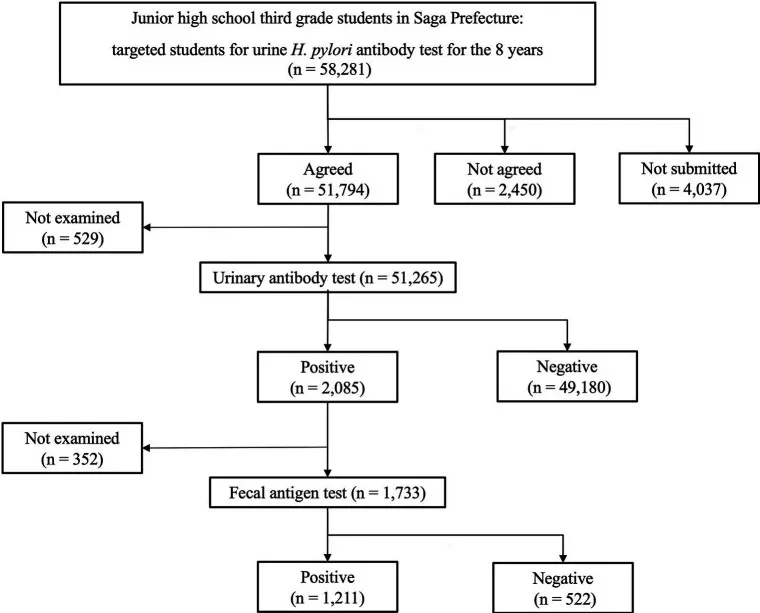 Junior high school third grade students in Saga Prefecture:
targeted students for urine H. pylori antibody test for the 8 years
(n = 58,281)
Agreed
(n = 51,794)
Not agreed
(n = 2,450)
Not submitted
(n = 4,037)
Not examined
(n = 529)
Urinary antibody test (n = 51,265)
Positive
(n = 2,085)
Negative
(n = 49,180)
Not examined
(n = 352)
Fecal antigen test (n = 1,733)
Positive
(n = 1,211)
Negative
(n = 522)